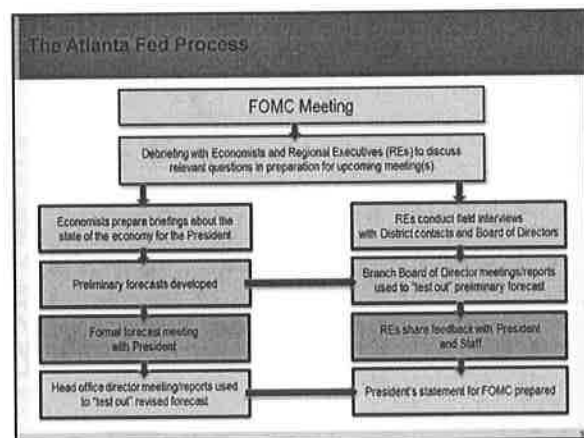 The Atlanta Fed Process
FOMC Meeting
Debriefing with Economists and Regional Executives (REs) to discuss
relevant questions in preparation for upcoming meeting(s)
Economists prepare briefings about the
state of the economy for the President
REs conduct field interviews
with District contacts and Board of Directors
Preliminary forecasts developed
Branch Board of Director meetings/reports
used to "test out" preliminary forecast
Formal forecast meeting
with President
REs share feedback with President
and Staff
Head office director meeting/reports used
to "test out" revised forecast
President's statement for FOMC prepared